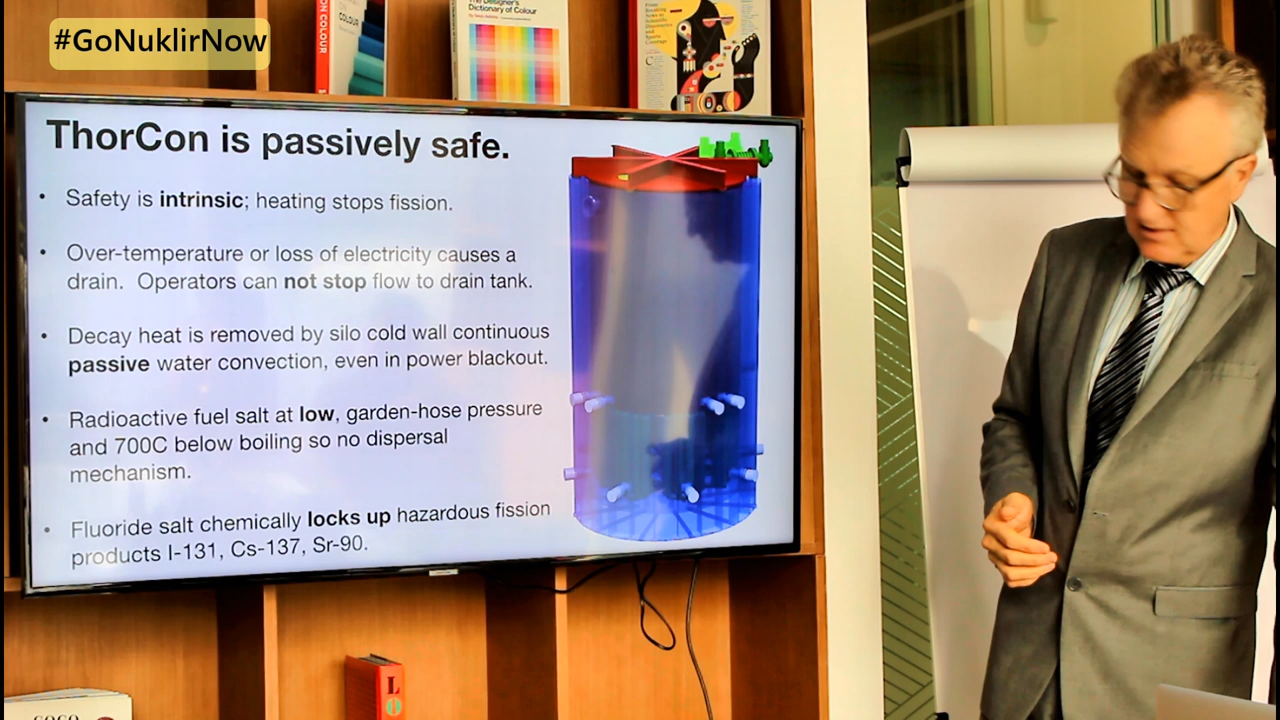 #GoNuklirNow
COLOUR
The Designer's
Dictionary of Colour
ThorCon is passively safe.
• Safety is intrinsic; heating stops fission.
• Over-temperature or loss of electricity causes a
drain. Operators can not stop flow to drain tank.
• Decay heat is removed by silo cold wall continuous
passive water convection, even in power blackout.
• Radioactive fuel salt at low, garden-hose pressure
and 700C below boiling so no dispersal
mechanism.
• Fluoride salt chemically locks up hazardous fission
products I-131, Cs-137, Sr-90.